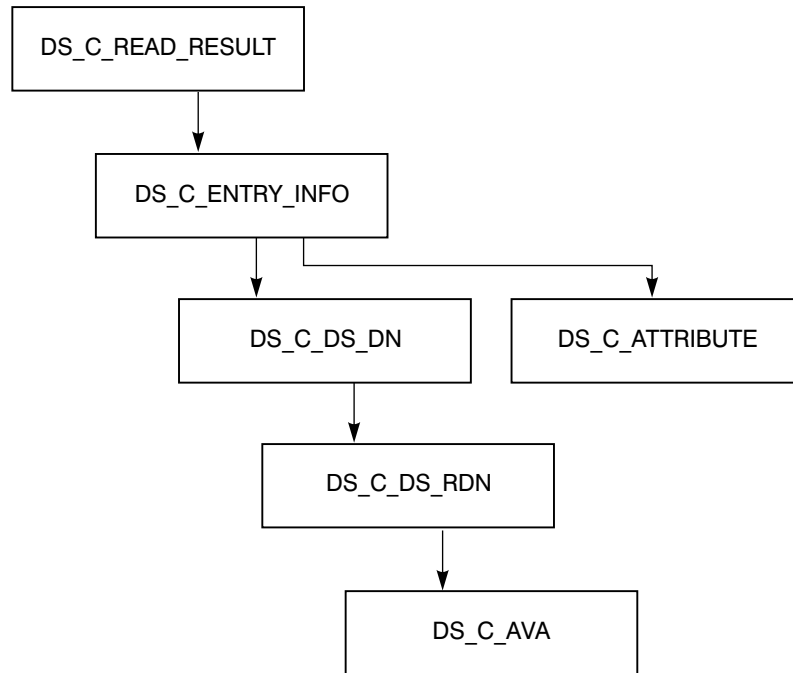 DS_C_READ_RESULT
DS_C_ENTRY_INFO
DS_C_DS_DN
DS_C_ATTRIBUTE
DS_C_DS_RDN
DS_C_AVA